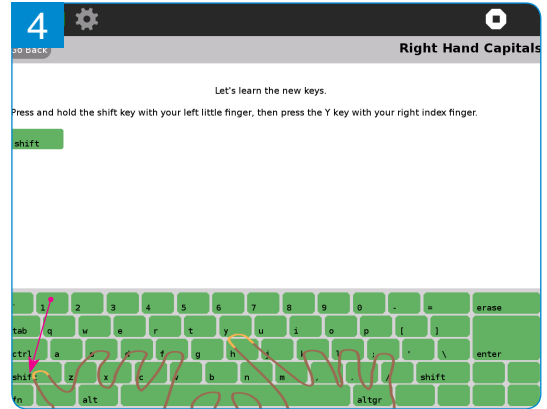 4
Go Back
Right Hand Capitals
Let's learn the new keys.
Press and hold the shift key with your left little finger, then press the Y key with your right index finger.
shift
1 2 3 4 5 6 7 8 9 0 - = erase
tab q w e r t y u i o p [ ] 
ctrl a s d f g h j k l ; ' \ enter
shift z x c v b n m , . / shift
fn alt altgr